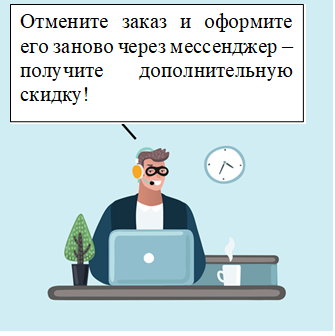 Отмените заказ и оформите
его заново через мессенджер –
получите дополнительную
скидку!